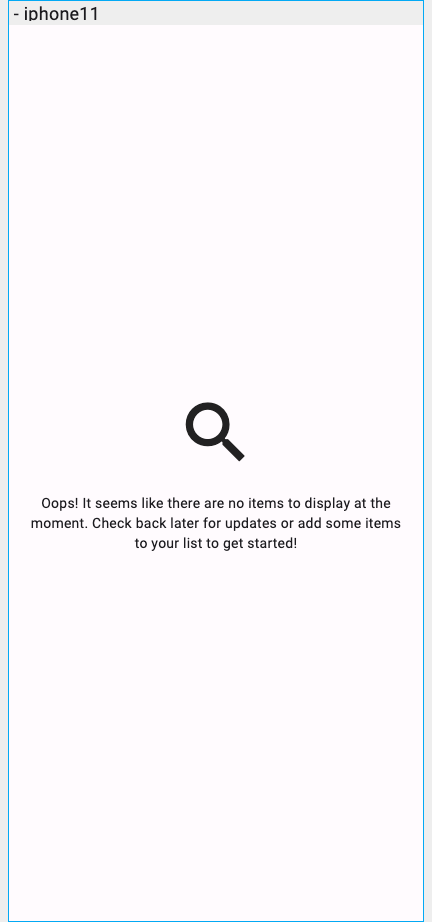 - iphone11
Oops! It seems like there are no items to display at the
moment. Check back later for updates or add some items
to your list to get started!